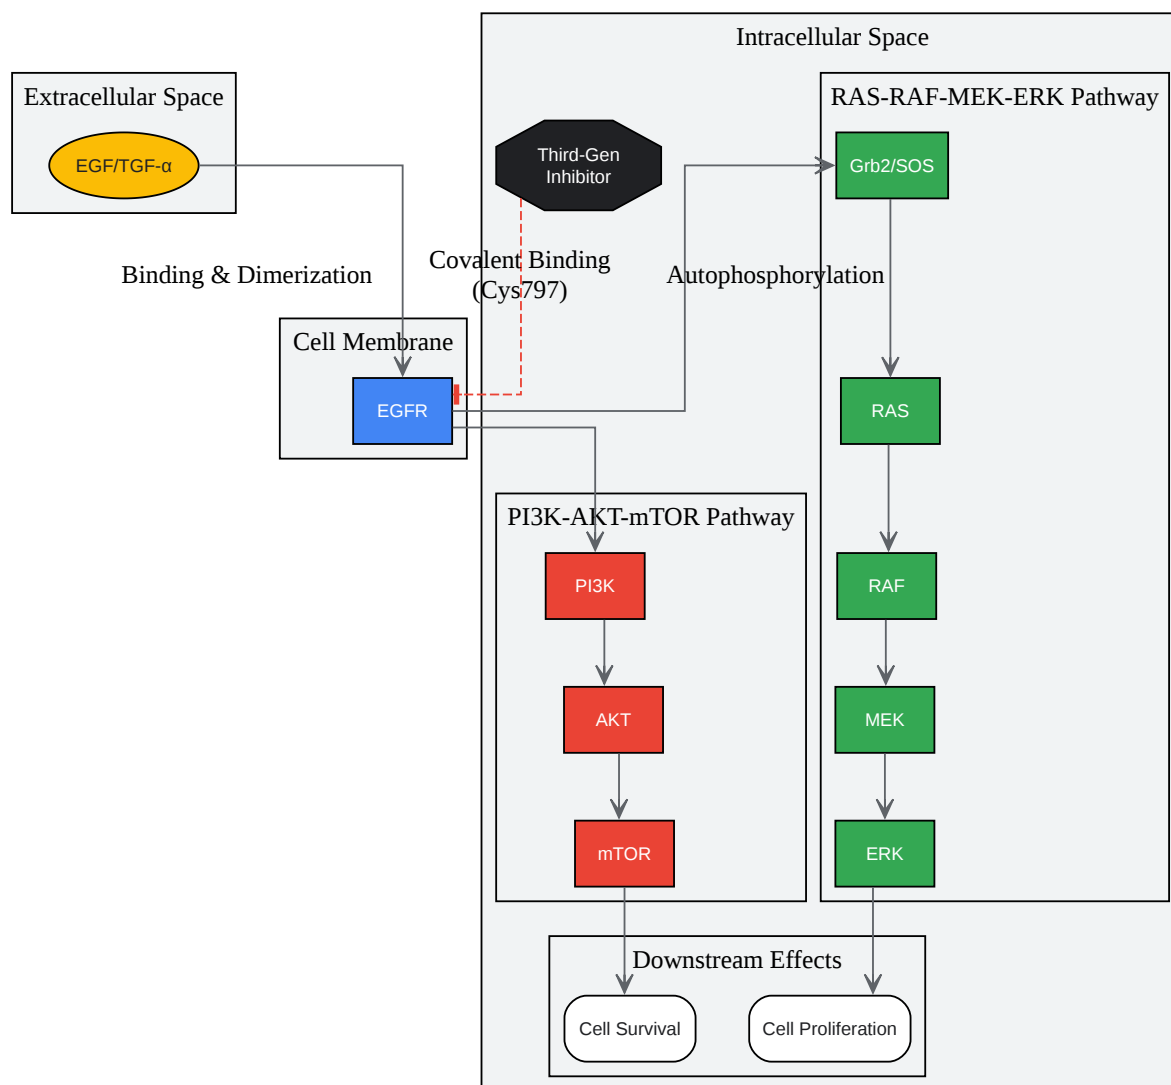 Intracellular Space
Extracellular Space
RAS-RAF-MEK-ERK Pathway
EGF/TGF-α
Third-Gen
Inhibitor
Grb2/SOS
Binding & Dimerization
Covalent Binding
(Cys797)
Autophosphorylation
Cell Membrane
EGFR
RAS
PI3K-AKT-mTOR Pathway
PI3K
RAF
AKT
MEK
mTOR
ERK
Downstream Effects
Cell Survival
Cell Proliferation